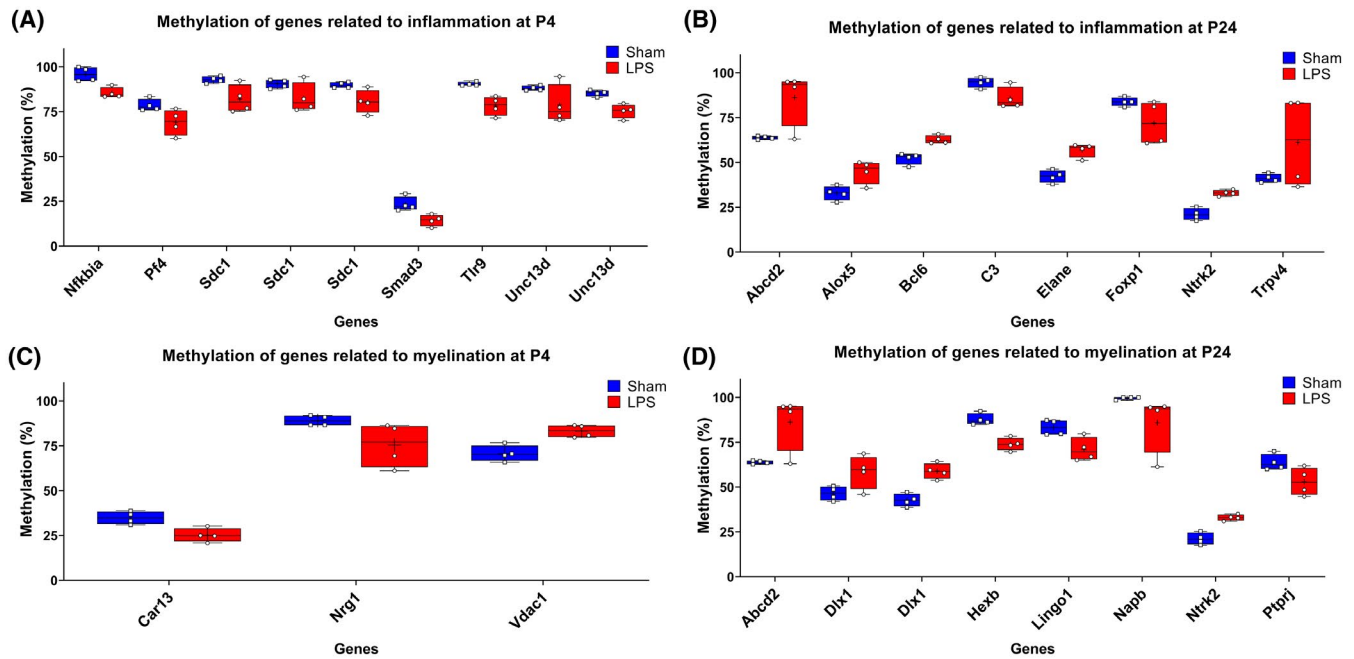 (A)
Methylation of genes related to inflammation at P4
Sham
LPS
Methylation (%)
100
75
50
25
0
Nfkbia
Pf4
Sdc1
Sdc1
Sdc1
Smad3
Tlr9
Unc13d
Unc13d
Genes
(B)
Methylation of genes related to inflammation at P24
Sham
LPS
Methylation (%)
100
75
50
25
0
Abcd2
Alox5
Bcl6
C3
Elane
Foxp1
Ntrk2
Trpv4
Genes
(C)
Methylation of genes related to myelination at P4
Sham
LPS
Methylation (%)
100
75
50
25
0
Car13
Nrg1
Vdac1
Genes
(D)
Methylation of genes related to myelination at P24
Sham
LPS
Methylation (%)
100
75
50
25
0
Abcd2
Dlx1
Dlx1
Hexb
Lingo1
Napb
Ntrk2
Ptprj
Genes